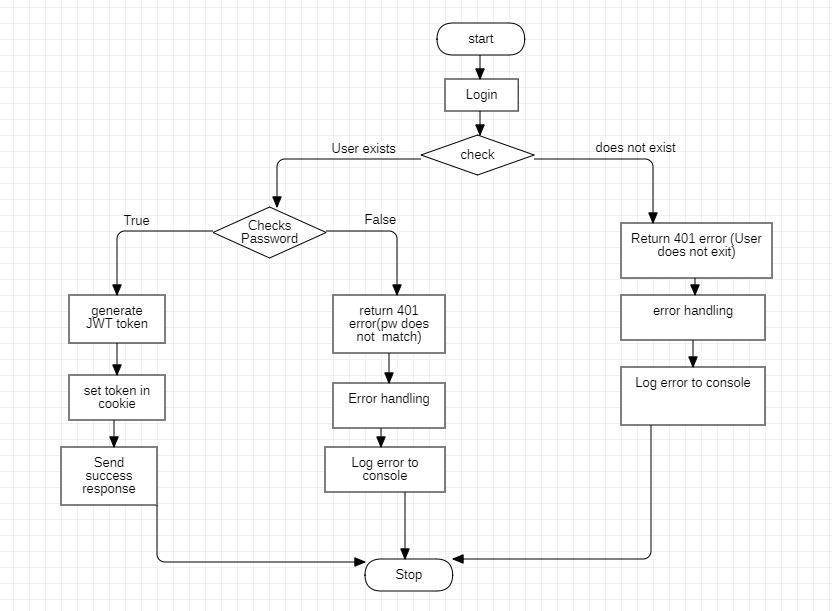 start
Login
check
User exists
does not exist
Checks
Password
True
False
Return 401 error (User
does not exit)
generate
JWT token
return 401
error(pw does
not  match)
error handling
set token in
cookie
Error handling
Log error to console
Send
success
response
Log error to
console
Stop